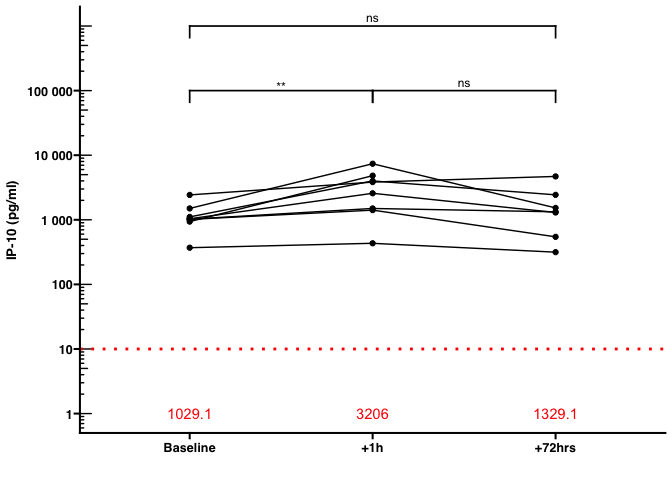 ns
**
ns
IP-10 (pg/ml)
100 000
10 000
1 000
100
10
1
1029.1
3206
1329.1
Baseline
+1h
+72hrs